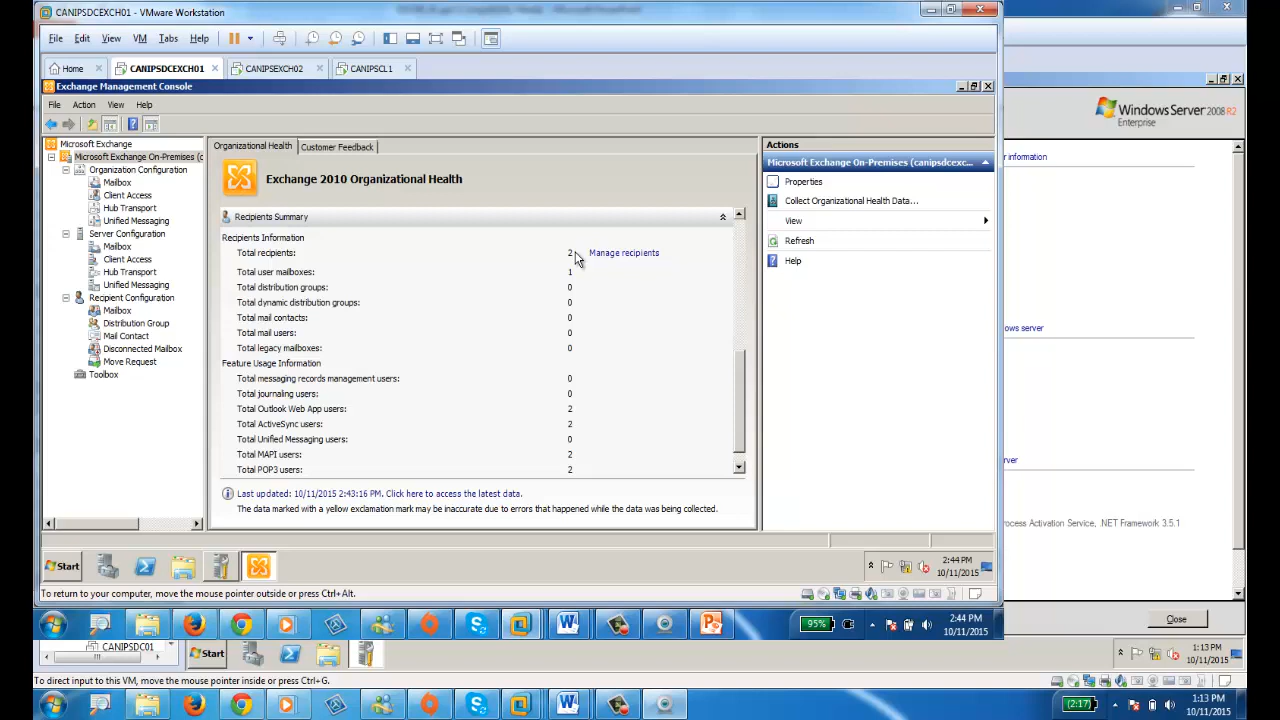 CANIPSDCEXCH01 - VMware Workstation
File Edit View VM Tabs Help
Home CANIPSDCEXCH01 CANIPSEXCH02 CANIPSCL1
Exchange Management Console
File Action View Help
Microsoft Exchange
Microsoft Exchange On-Premises (c
Organization Configuration
Mailbox
Client Access
Hub Transport
Unified Messaging
Server Configuration
Mailbox
Client Access
Hub Transport
Unified Messaging
Recipient Configuration
Mailbox
Distribution Group
Mail Contact
Disconnected Mailbox
Move Request
Toolbox
Organizational Health Customer Feedback
Exchange 2010 Organizational Health
Recipients Summary
Recipients Information
Total recipients: 2 Manage recipients
Total user mailboxes: 1
Total distribution groups: 0
Total dynamic distribution groups: 0
Total mail contacts: 0
Total mail users: 0
Total legacy mailboxes: 0
Feature Usage Information
Total messaging records management users: 0
Total journaling users: 0
Total Outlook Web App users: 2
Total ActiveSync users: 2
Total Unified Messaging users: 0
Total MAPI users: 2
Total POP3 users: 2
Last updated: 10/11/2015 2:43:16 PM. Click here to access the latest data.
The data marked with a yellow exclamation mark may be inaccurate due to errors that happened while the data was being collected.
Actions
Microsoft Exchange On-Premises (canipsdcexc...
Properties
Collect Organizational Health Data...
View
Refresh
Help
Windows Server 2008 R2
Enterprise
r information
ows server
rver
rocess Activation Service, .NET Framework 3.5.1
Close
Start
2:44 PM
10/11/2015
To return to your computer, move the mouse pointer outside or press Ctrl+Alt.
95%
2:44 PM
10/11/2015
CANIPSDC01
Start
1:13 PM
10/11/2015
To direct input to this VM, move the mouse pointer inside or press Ctrl+G.
(2:17)
1:13 PM
10/11/2015